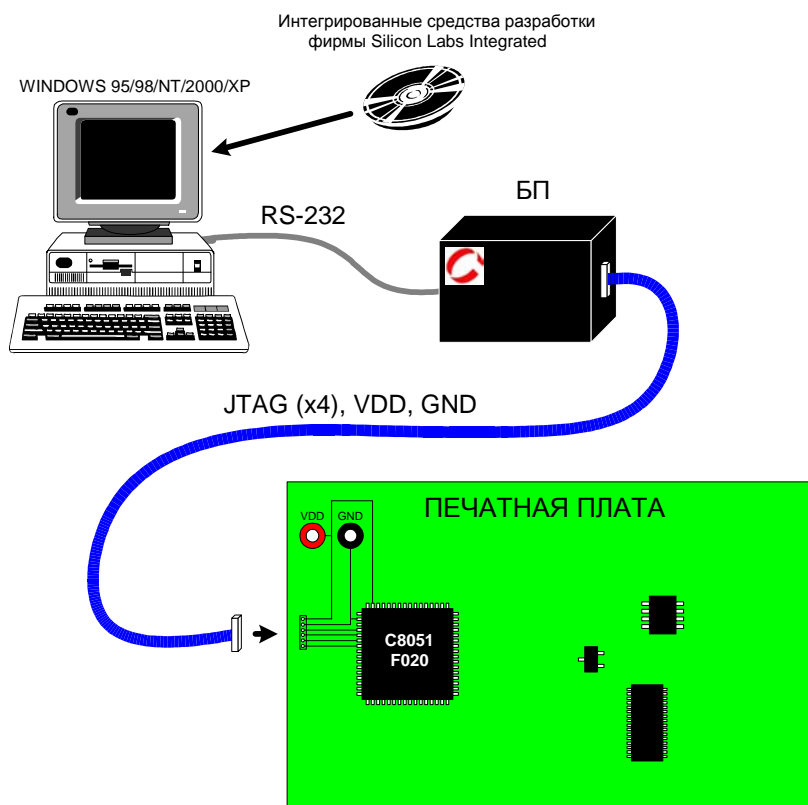 Интегрированные средства разработки
фирмы Silicon Labs Integrated
WINDOWS 95/98/NT/2000/XP
БП
RS-232
JTAG (x4), VDD, GND
ПЕЧАТНАЯ ПЛАТА
VDD
GND
C8051
F020